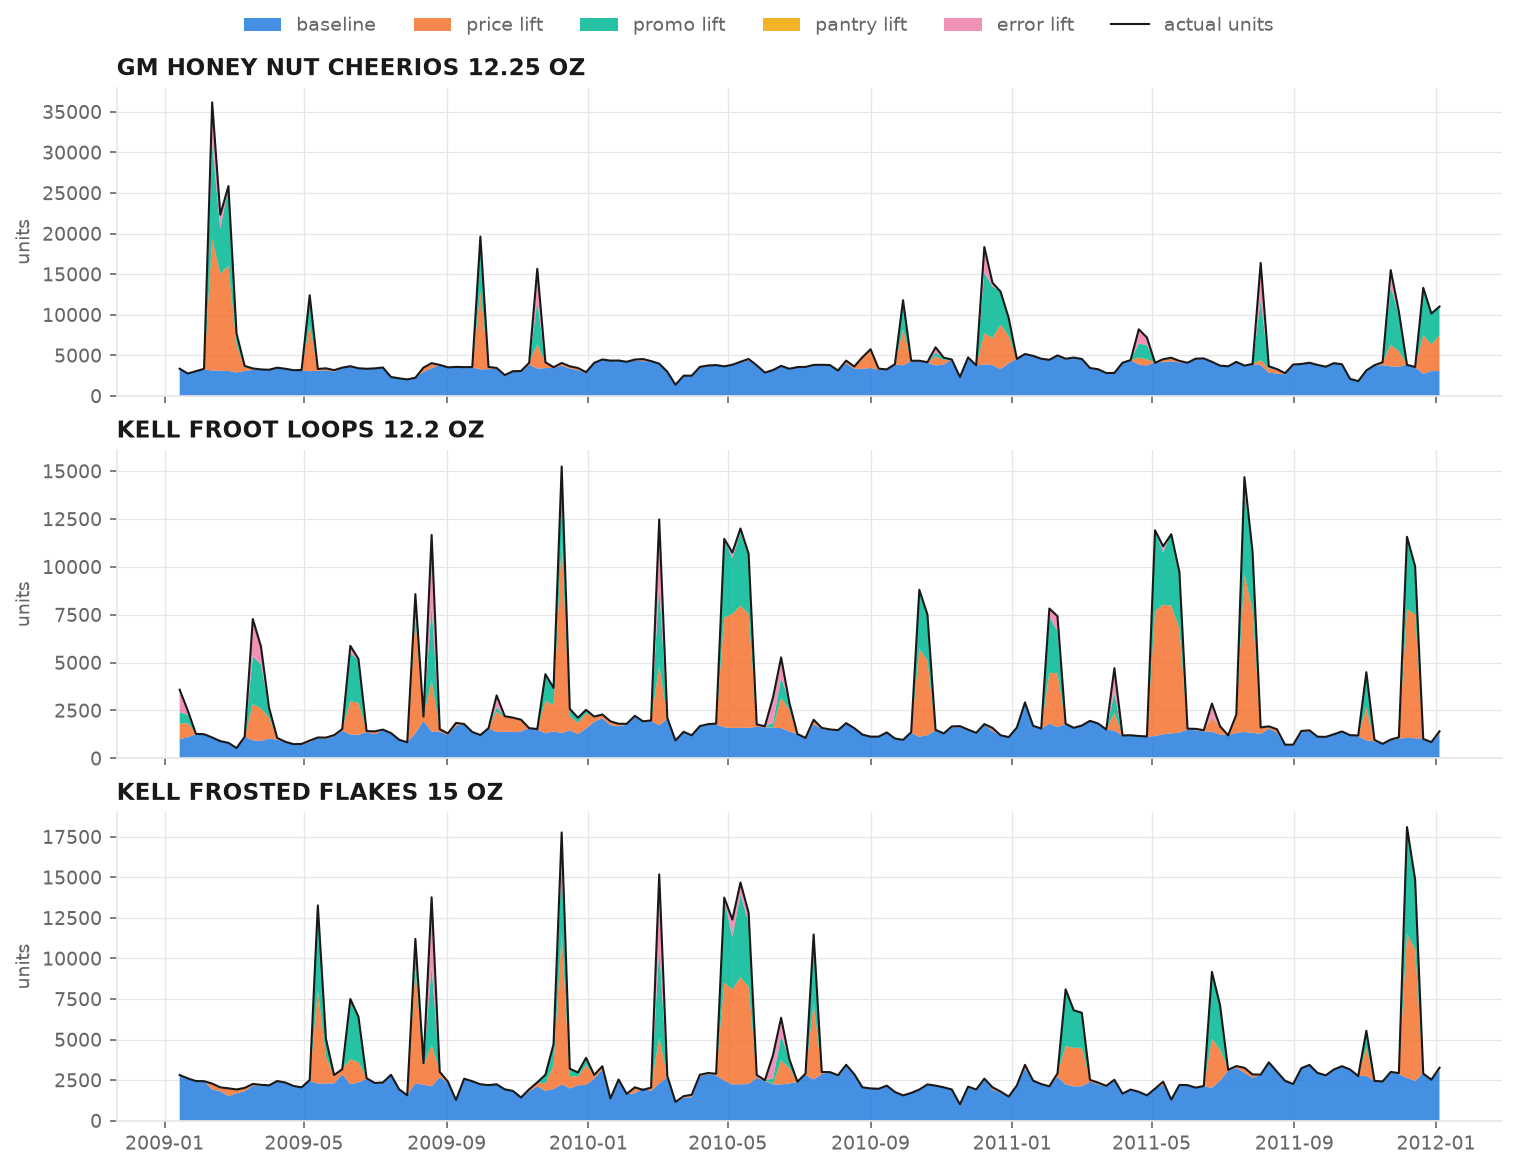 baseline price lift promo lift pantry lift error lift actual units
GM HONEY NUT CHEERIOS 12.25 OZ
35000
30000
25000
20000
15000
10000
5000
0
units
KELL FROOT LOOPS 12.2 OZ
15000
12500
10000
7500
5000
2500
0
units
KELL FROSTED FLAKES 15 OZ
17500
15000
12500
10000
7500
5000
2500
0
units
2009-01 2009-05 2009-09 2010-01 2010-05 2010-09 2011-01 2011-05 2011-09 2012-01